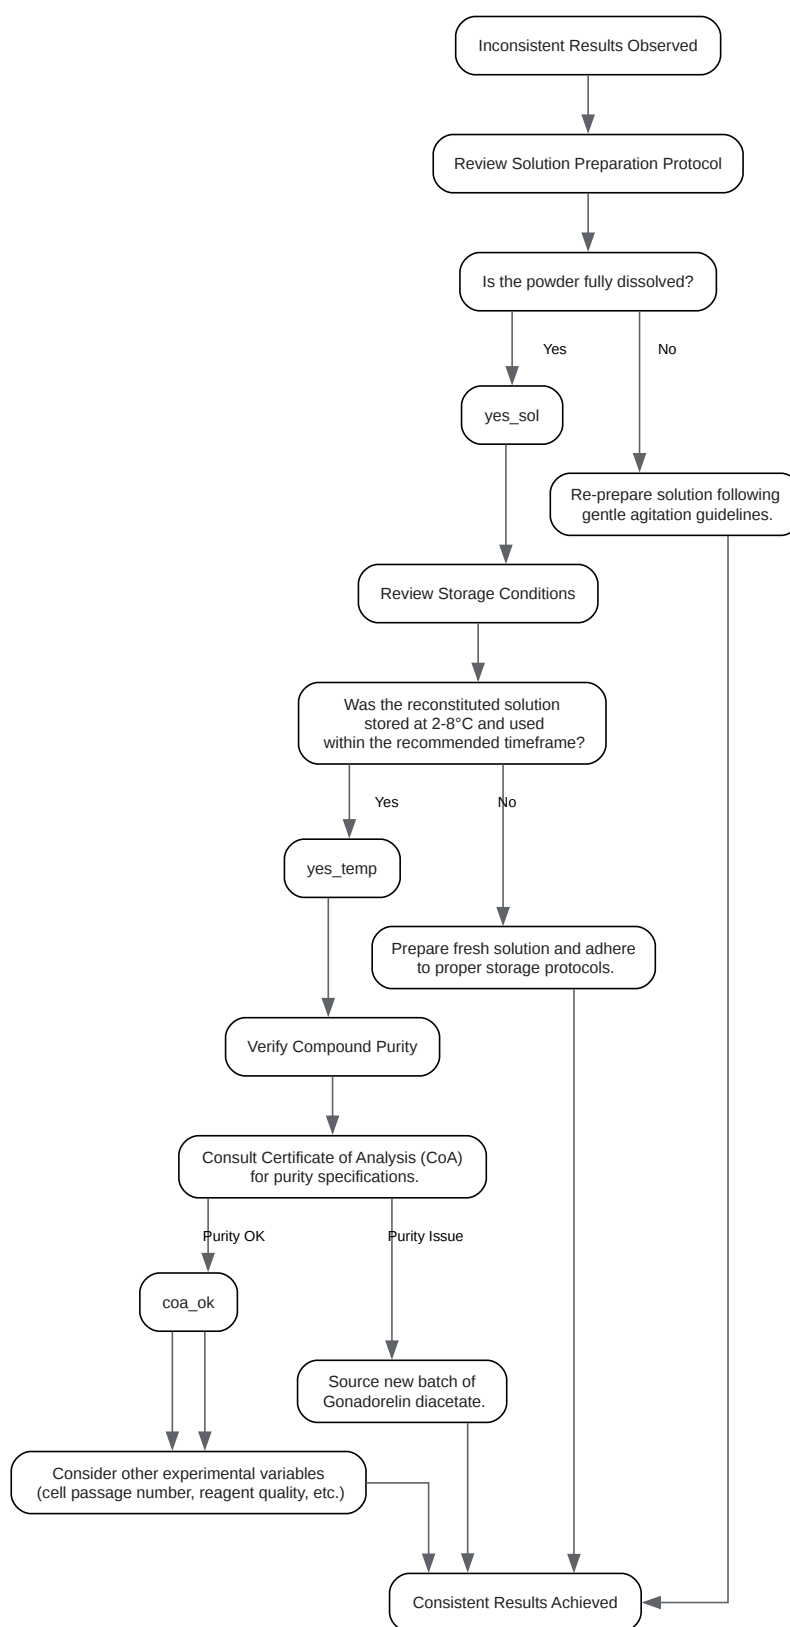 Inconsistent Results Observed
Review Solution Preparation Protocol
Is the powder fully dissolved?
Yes
No
yes_sol
Re-prepare solution following
gentle agitation guidelines.
Review Storage Conditions
Was the reconstituted solution
stored at 2-8°C and used
within the recommended timeframe?
Yes
No
yes_temp
Prepare fresh solution and adhere
to proper storage protocols.
Verify Compound Purity
Consult Certificate of Analysis (CoA)
for purity specifications.
Purity OK
Purity Issue
coa_ok
Source new batch of
Gonadorelin diacetate.
Consider other experimental variables
(cell passage number, reagent quality, etc.)
Consistent Results Achieved